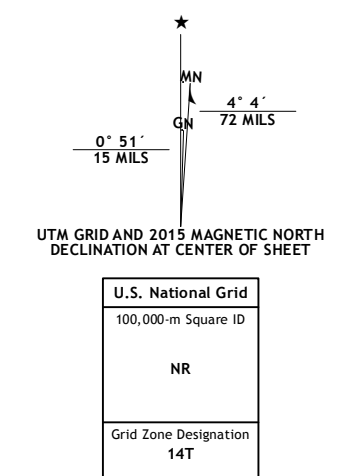 ★
MN
GN
4° 4´
72 MILS
0° 51´
15 MILS
UTM GRID AND 2015 MAGNETIC NORTH
DECLINATION AT CENTER OF SHEET
U.S. National Grid
100,000-m Square ID
NR
Grid Zone Designation
14T